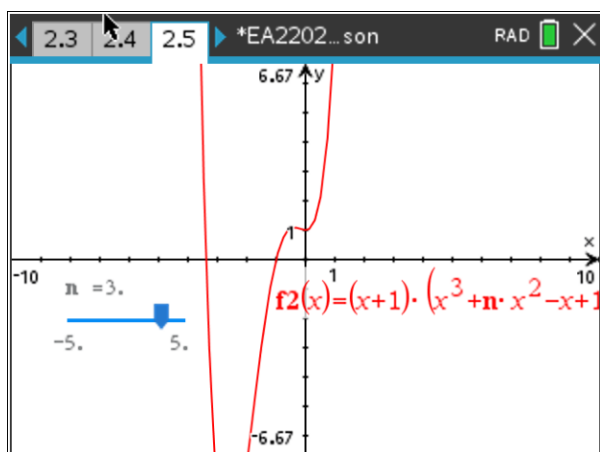 2.3 2.4 2.5 *EA2202...son RAD
6.67 y
1
x
-10 1 10
n =3.
f2(x)=(x+1)·(x³+n·x²-x+1
-5. 5.
-6.67